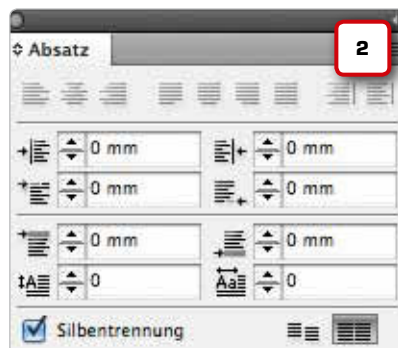 Absatz
2
0 mm 0 mm
0 mm 0 mm
0 mm 0 mm
0 0
Silbentrennung